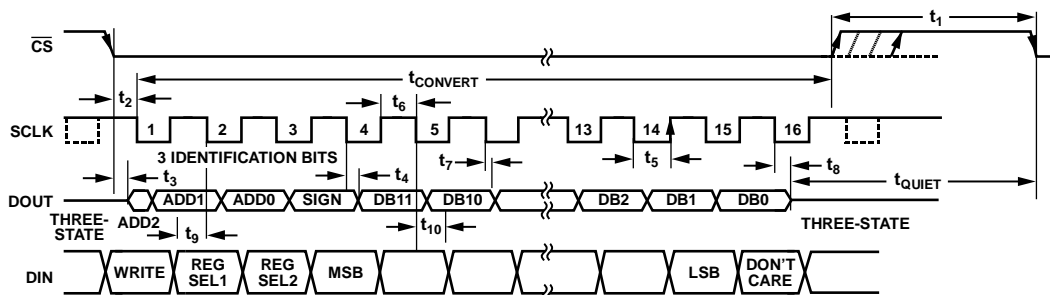 t1
CS
tCONVERT
t2
t6
SCLK
1 2 3 4 5 13 14 15 16
3 IDENTIFICATION BITS
t7
t5
t8
t3
t4
tQUIET
DOUT
ADD1 ADD0 SIGN DB11 DB10 DB2 DB1 DB0
THREE-
STATE
ADD2
THREE-STATE
t9
t10
DIN
WRITE
REG
SEL1
REG
SEL2
MSB
LSB
DON'T
CARE